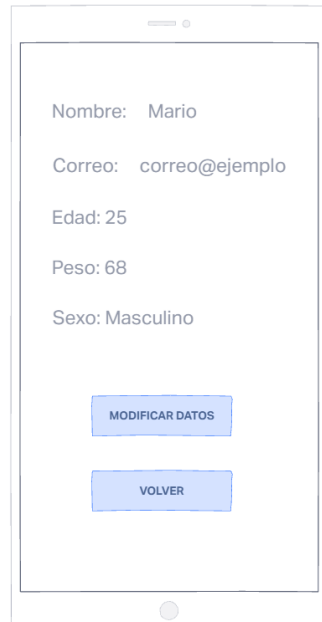 Nombre: Mario
Correo: correo@ejemplo
Edad: 25
Peso: 68
Sexo: Masculino
MODIFICAR DATOS
VOLVER